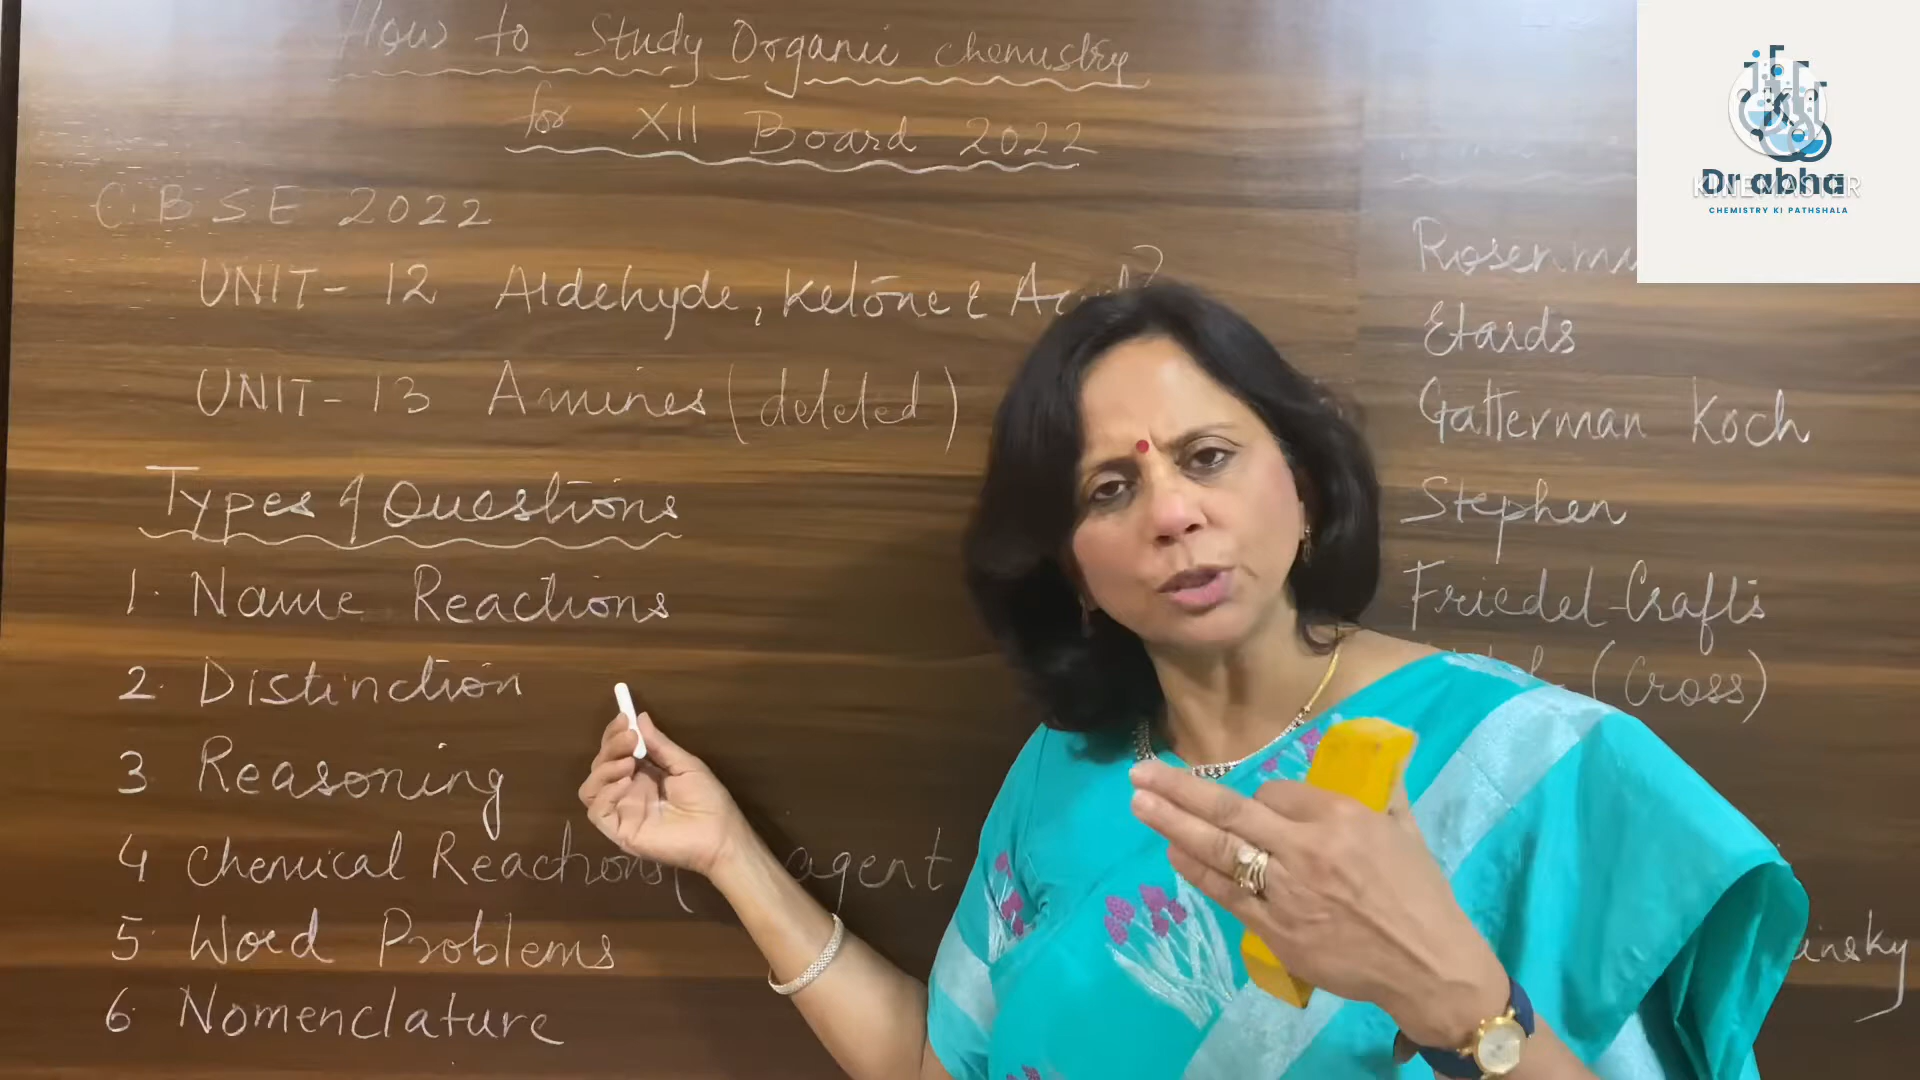 How to Study Organic Chemistry
for XII Board 2022
CBSE 2022
UNIT-12 Aldehyde, Ketone & Acid?
UNIT-13 Amines (deleted)
Types of Questions
1. Name Reactions
2. Distinction
3 Reasoning
4 Chemical Reactions ( agent
5 Word Problems
6 Nomenclature
Etards
Gatterman Koch
Stephen
Friedel-Crafts
(Cross)
Dr abha
KINEMASTER
CHEMISTRY KI PATHSHALA